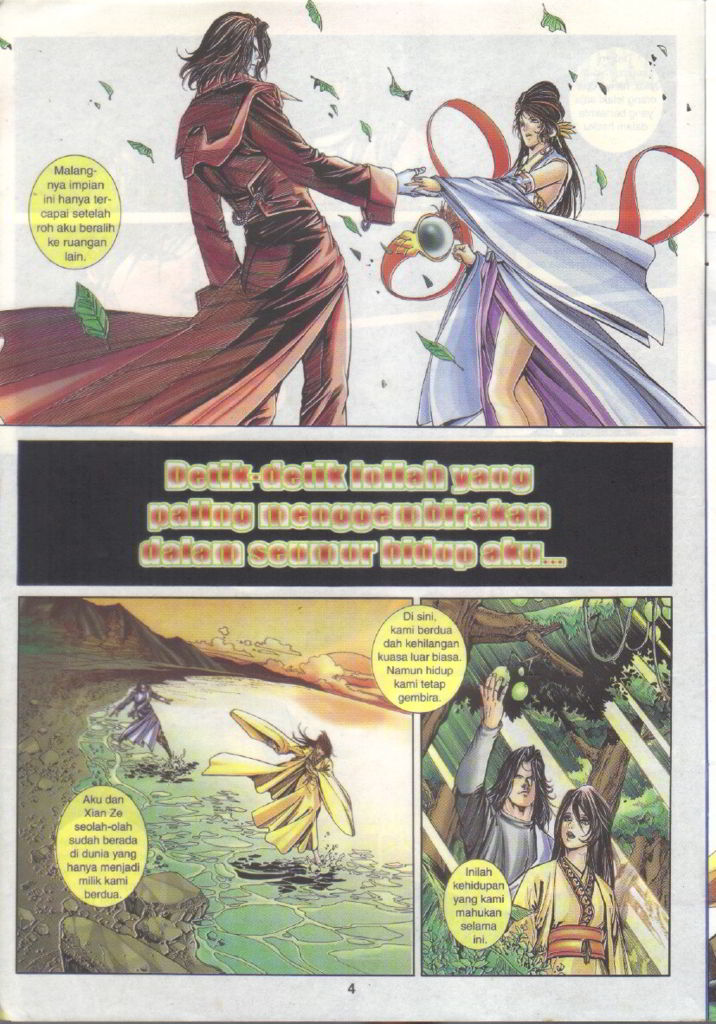 Malang-
nya impian
ini hanya ter-
capai setelah
roh aku beralih
ke ruangan
lain.
Detik-detik inilah yang
paling menggembirakan
dalam seumur hidup aku...
Di sini,
kami berdua
dah kehilangan
kuasa luar biasa.
Namun hidup
kami tetap
gembira.
Aku dan
Xian Ze
seolah-olah
sudah berada
di dunia yang
hanya menjadi
milik kami
berdua.
Inilah
kehidupan
yang kami
mahukan
selama
ini.
4